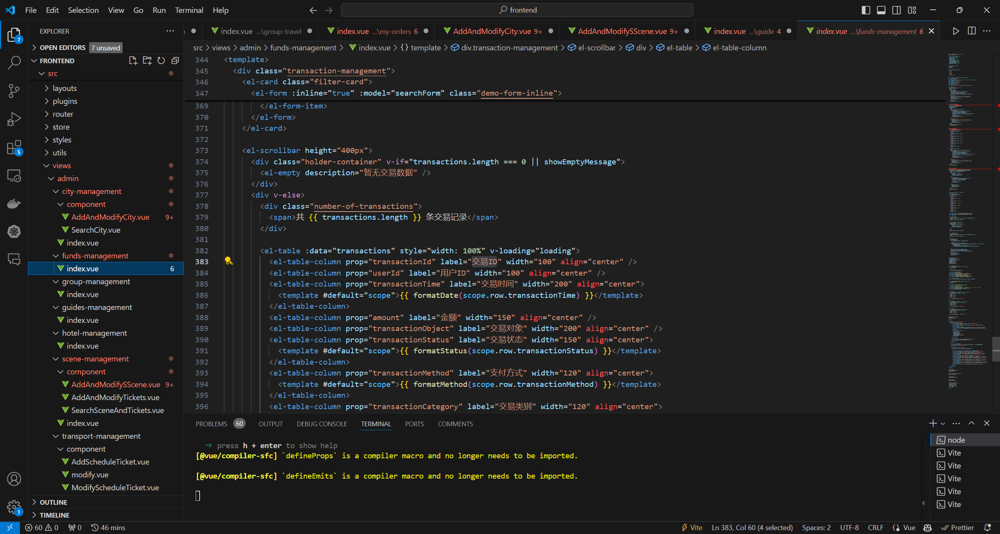 File Edit Selection View Go Run Terminal Help
frontend
EXPLORER
index.vue ...\group-travel
index.vue ...\my-orders 6
AddAndModifyCity.vue 9+
AddAndModifySScene.vue 9+
index.vue ...\guide 4
index.vue ...\funds-management 6
OPEN EDITORS 7 unsaved
src > views > admin > funds-management > index.vue > {} template > div.transaction-management > el-scrollbar > div > el-table > el-table-column
FRONTEND
src
layouts
plugins
router
store
styles
utils
views
admin
city-management
component
AddAndModifyCity.vue 9+
SearchCity.vue
index.vue
funds-management
index.vue 6
group-management
index.vue
guides-management
index.vue
hotel-management
index.vue
scene-management
component
AddAndModifySScene.vue 9+
AddAndModifyTickets.vue
SearchSceneAndTickets.vue
index.vue
transport-management
component
AddScheduleTicket.vue
modify.vue
ModifyScheduleTicket.vue
OUTLINE
TIMELINE
7
5
1
344 <template>
345 <div class="transaction-management">
346 <el-card class="filter-card">
347 <el-form :inline="true" :model="searchForm" class="demo-form-inline">
369 </el-form-item>
370 </el-form>
371 </el-card>
372
373 <el-scrollbar height="400px">
374 <div class="holder-container" v-if="transactions.length === 0 || showEmptyMessage">
375 <el-empty description="暂无交易数据" />
376 </div>
377 <div v-else>
378 <div class="number-of-transactions">
379 <span>共 {{ transactions.length }} 条交易记录</span>
380 </div>
381
382 <el-table :data="transactions" style="width: 100%" v-loading="loading">
383 <el-table-column prop="transactionId" label="交易ID" width="100" align="center" />
384 <el-table-column prop="userId" label="用户ID" width="100" align="center" />
385 <el-table-column prop="transactionTime" label="交易时间" width="200" align="center">
386 <template #default="scope">{{ formatDate(scope.row.transactionTime) }}</template>
387 </el-table-column>
388 <el-table-column prop="amount" label="金额" width="150" align="center" />
389 <el-table-column prop="transactionObject" label="交易对象" width="200" align="center" />
390 <el-table-column prop="transactionStatus" label="交易状态" width="150" align="center">
391 <template #default="scope">{{ formatStatus(scope.row.transactionStatus) }}</template>
392 </el-table-column>
393 <el-table-column prop="transactionMethod" label="支付方式" width="120" align="center">
394 <template #default="scope">{{ formatMethod(scope.row.transactionMethod) }}</template>
395 </el-table-column>
396 <el-table-column prop="transactionCategory" label="交易类别" width="120" align="center">
PROBLEMS 60 OUTPUT DEBUG CONSOLE TERMINAL PORTS COMMENTS
➜ press h + enter to show help
[@vue/compiler-sfc] `defineProps` is a compiler macro and no longer needs to be imported.
[@vue/compiler-sfc] `defineEmits` is a compiler macro and no longer needs to be imported.
node
Vite
Vite
Vite
Vite
Vite
60 0 0 46 mins
Vite Ln 383, Col 60 (4 selected) Spaces: 2 UTF-8 CRLF Vue Prettier